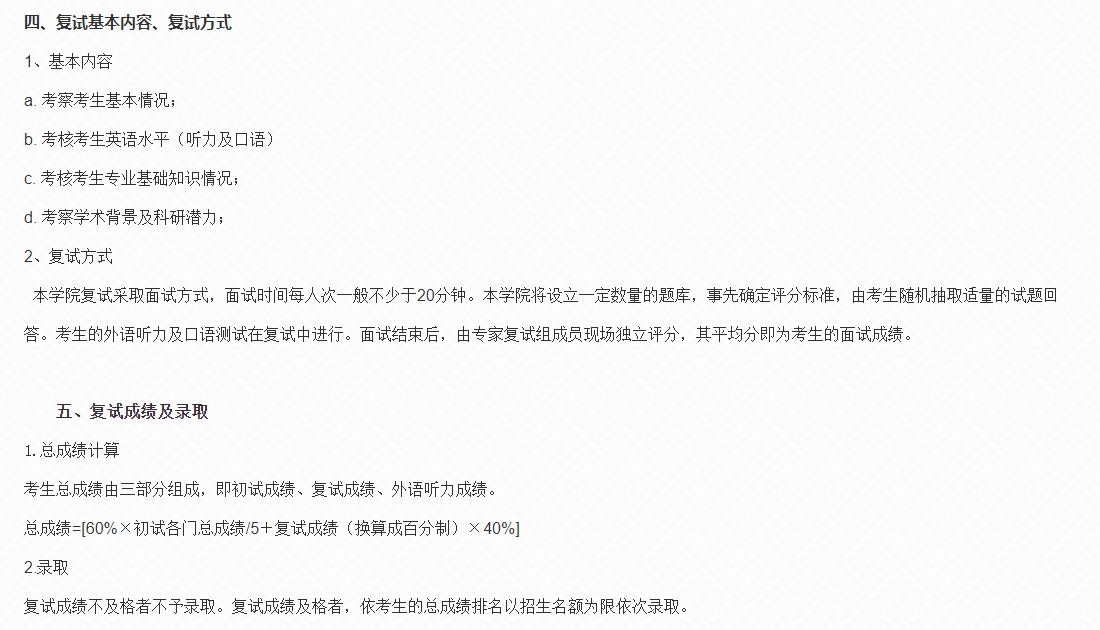 四、复试基本内容、复试方式
1、基本内容
a. 考察考生基本情况；
b. 考核考生英语水平（听力及口语）
c. 考核考生专业基础知识情况；
d. 考察学术背景及科研潜力；
2、复试方式
本学院复试采取面试方式，面试时间每人次一般不少于20分钟。本学院将设立一定数量的题库，事先确定评分标准，由考生随机抽取适量的试题回
答。考生的外语听力及口语测试在复试中进行。面试结束后，由专家复试组成员现场独立评分，其平均分即为考生的面试成绩。
五、复试成绩及录取
1.总成绩计算
考生总成绩由三部分组成，即初试成绩、复试成绩、外语听力成绩。
总成绩=[60%×初试各门总成绩/5＋复试成绩（换算成百分制）×40%]
2.录取
复试成绩不及格者不予录取。复试成绩及格者，依考生的总成绩排名以招生名额为限依次录取。